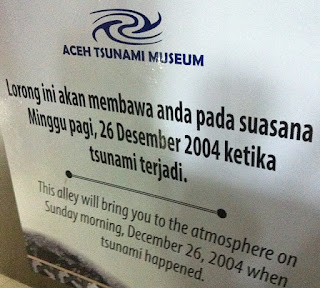 ACEH TSUNAMI MUSEUM
Lorong ini akan membawa anda pada suasana
Minggu pagi, 26 Desember 2004 ketika
tsunami terjadi.
This alley will bring you to the atmosphere on
Sunday morning, December 26, 2004 when
tsunami happened.